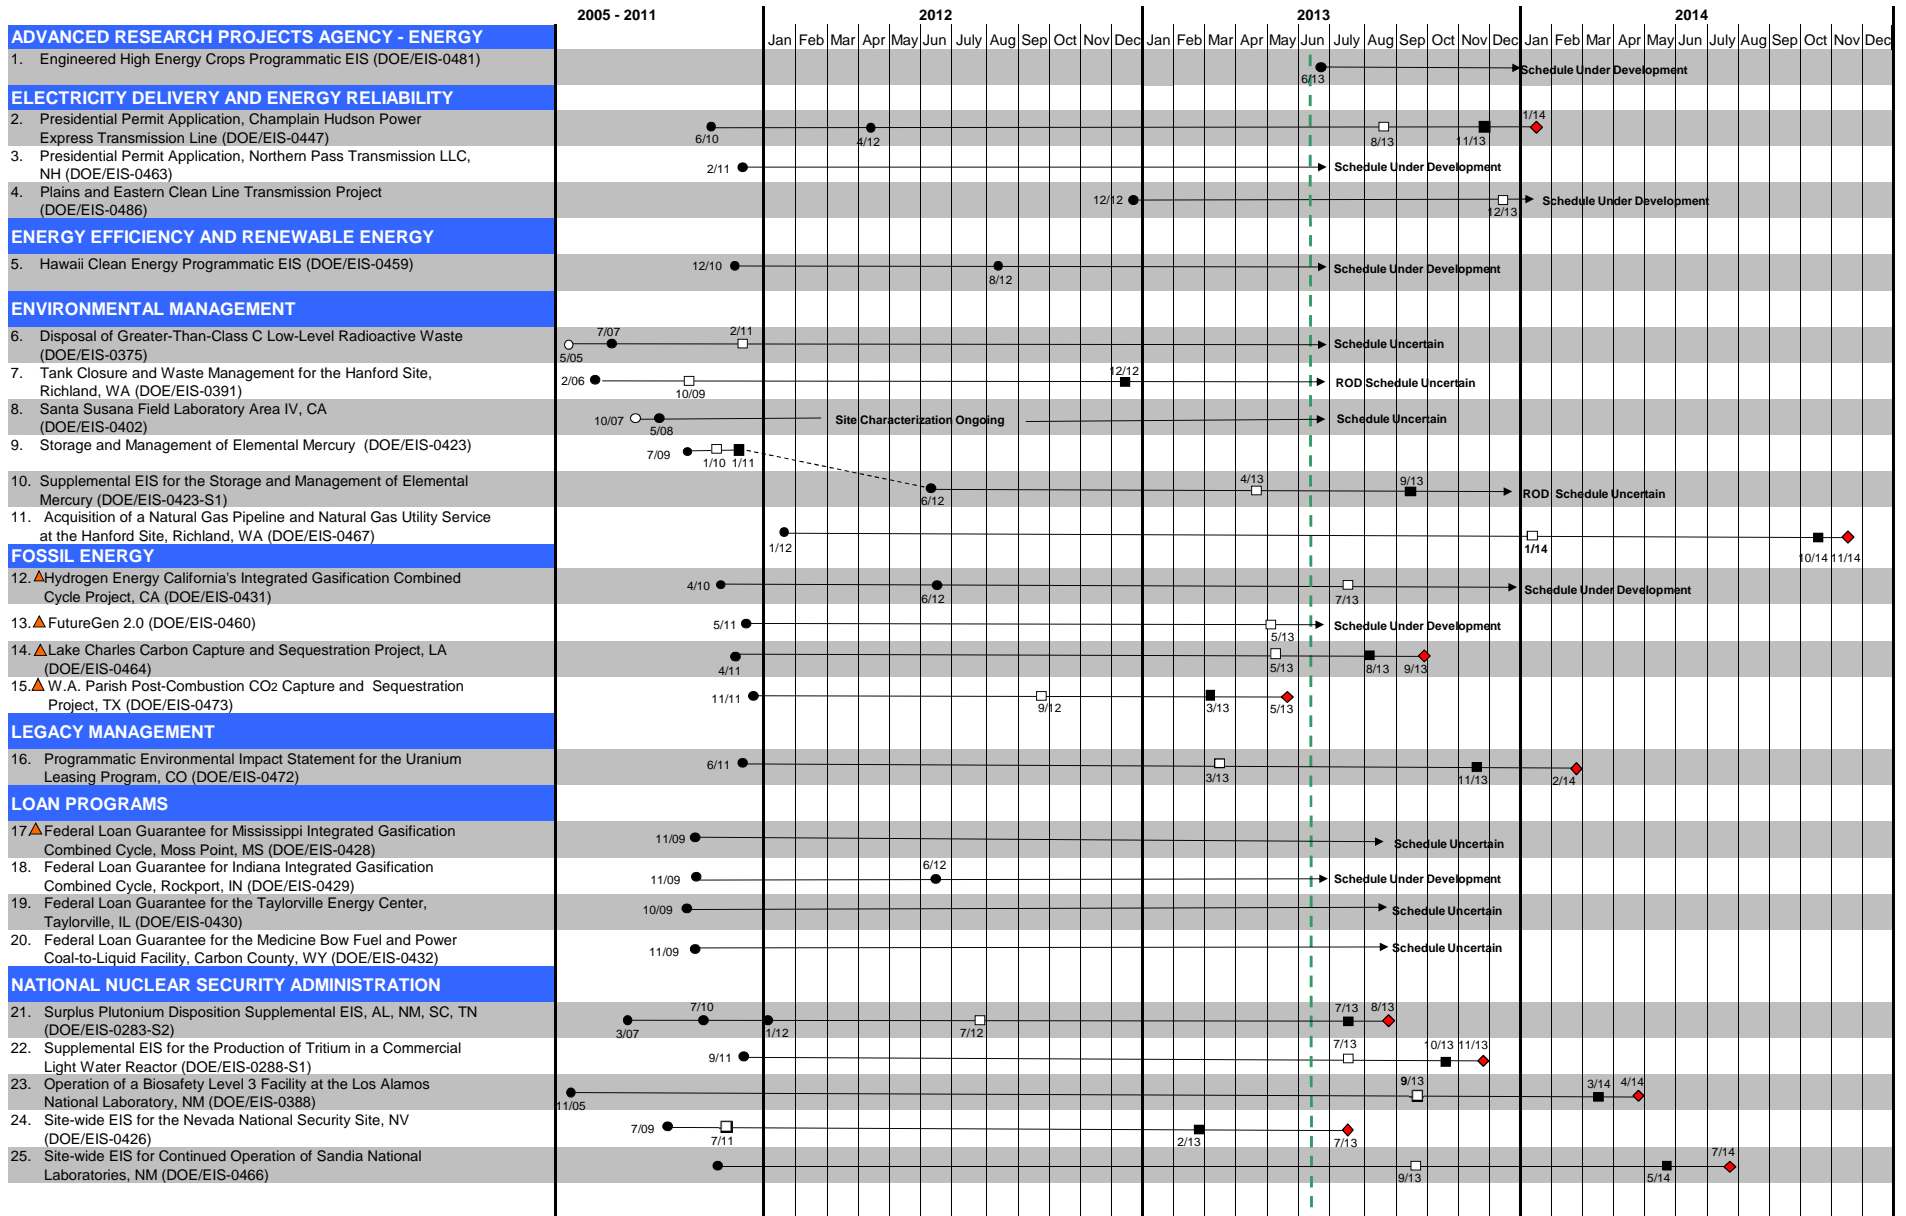 2005 - 2011 2012 2013 2014
ADVANCED RESEARCH PROJECTS AGENCY - ENERGY
Jan Feb Mar Apr May Jun July Aug Sep Oct Nov Dec Jan Feb Mar Apr May Jun July Aug Sep Oct Nov Dec Jan Feb Mar Apr May Jun July Aug Sep Oct Nov Dec
1. Engineered High Energy Crops Programmatic EIS (DOE/EIS-0481)
6/13 Schedule Under Development
ELECTRICITY DELIVERY AND ENERGY RELIABILITY
2. Presidential Permit Application, Champlain Hudson Power
Express Transmission Line (DOE/EIS-0447)
6/10 4/12 8/13 11/13 1/14
3. Presidential Permit Application, Northern Pass Transmission LLC,
NH (DOE/EIS-0463)
2/11 Schedule Under Development
4. Plains and Eastern Clean Line Transmission Project
(DOE/EIS-0486)
12/12 12/13 Schedule Under Development
ENERGY EFFICIENCY AND RENEWABLE ENERGY
5. Hawaii Clean Energy Programmatic EIS (DOE/EIS-0459)
12/10 8/12 Schedule Under Development
ENVIRONMENTAL MANAGEMENT
6. Disposal of Greater-Than-Class C Low-Level Radioactive Waste
(DOE/EIS-0375)
5/05 7/07 2/11 Schedule Uncertain
7. Tank Closure and Waste Management for the Hanford Site,
Richland, WA (DOE/EIS-0391)
2/06 10/09 12/12 ROD Schedule Uncertain
8. Santa Susana Field Laboratory Area IV, CA
(DOE/EIS-0402)
10/07 5/08 Site Characterization Ongoing Schedule Uncertain
9. Storage and Management of Elemental Mercury (DOE/EIS-0423)
7/09 1/10 1/11
10. Supplemental EIS for the Storage and Management of Elemental
Mercury (DOE/EIS-0423-S1)
6/12 4/13 9/13 ROD Schedule Uncertain
11. Acquisition of a Natural Gas Pipeline and Natural Gas Utility Service
at the Hanford Site, Richland, WA (DOE/EIS-0467)
1/12 1/14 10/14 11/14
FOSSIL ENERGY
12. Hydrogen Energy California's Integrated Gasification Combined
Cycle Project, CA (DOE/EIS-0431)
4/10 6/12 7/13 Schedule Under Development
13. FutureGen 2.0 (DOE/EIS-0460)
5/11 5/13 Schedule Under Development
14. Lake Charles Carbon Capture and Sequestration Project, LA
(DOE/EIS-0464)
4/11 5/13 8/13 9/13
15. W.A. Parish Post-Combustion CO2 Capture and Sequestration
Project, TX (DOE/EIS-0473)
11/11 9/12 3/13 5/13
LEGACY MANAGEMENT
16. Programmatic Environmental Impact Statement for the Uranium
Leasing Program, CO (DOE/EIS-0472)
6/11 3/13 11/13 2/14
LOAN PROGRAMS
17. Federal Loan Guarantee for Mississippi Integrated Gasification
Combined Cycle, Moss Point, MS (DOE/EIS-0428)
11/09 Schedule Uncertain
18. Federal Loan Guarantee for Indiana Integrated Gasification
Combined Cycle, Rockport, IN (DOE/EIS-0429)
11/09 6/12 Schedule Under Development
19. Federal Loan Guarantee for the Taylorville Energy Center,
Taylorville, IL (DOE/EIS-0430)
10/09 Schedule Uncertain
20. Federal Loan Guarantee for the Medicine Bow Fuel and Power
Coal-to-Liquid Facility, Carbon County, WY (DOE/EIS-0432)
11/09 Schedule Uncertain
NATIONAL NUCLEAR SECURITY ADMINISTRATION
21. Surplus Plutonium Disposition Supplemental EIS, AL, NM, SC, TN
(DOE/EIS-0283-S2)
3/07 7/10 1/12 7/12 7/13 8/13
22. Supplemental EIS for the Production of Tritium in a Commercial
Light Water Reactor (DOE/EIS-0288-S1)
9/11 7/13 10/13 11/13
23. Operation of a Biosafety Level 3 Facility at the Los Alamos
National Laboratory, NM (DOE/EIS-0388)
11/05 9/13 3/14 4/14
24. Site-wide EIS for the Nevada National Security Site, NV
(DOE/EIS-0426)
7/09 7/11 2/13 7/13
25. Site-wide EIS for Continued Operation of Sandia National
Laboratories, NM (DOE/EIS-0466)
9/13 5/14 7/14